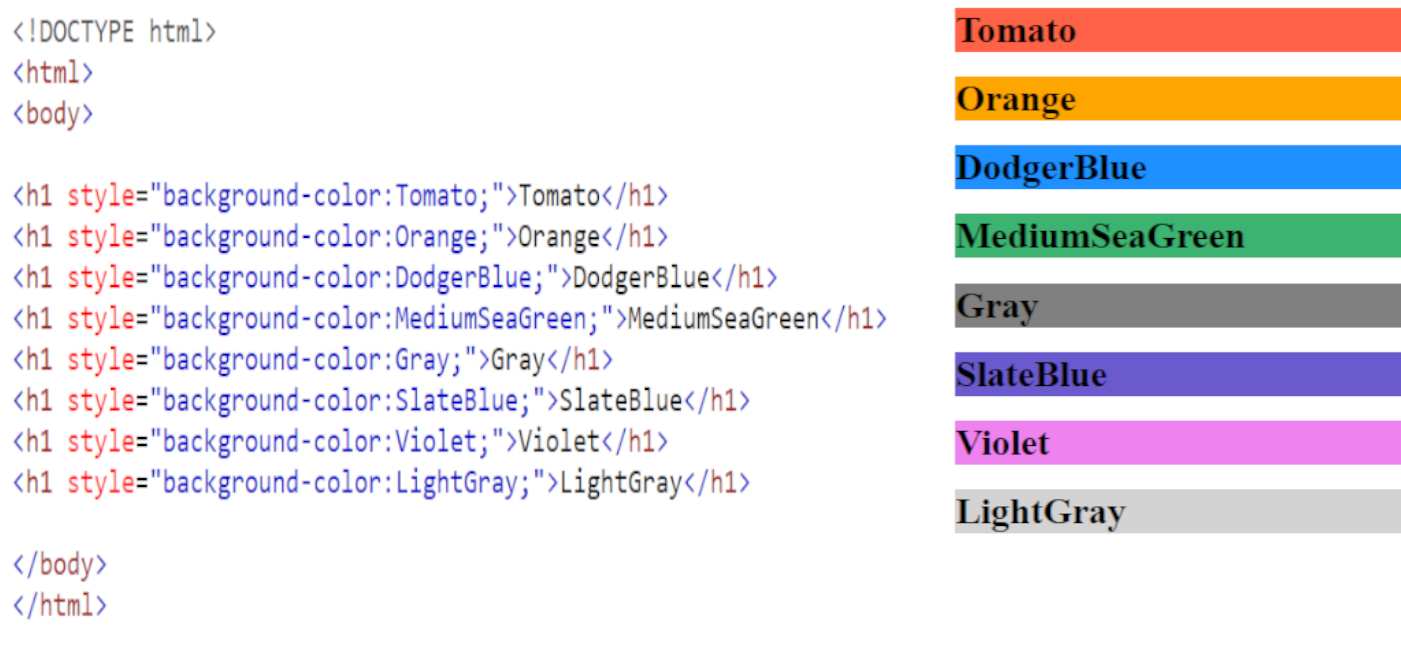 <!DOCTYPE html>
<html>
<body>
<h1 style="background-color:Tomato;">Tomato</h1>
<h1 style="background-color:Orange;">Orange</h1>
<h1 style="background-color:DodgerBlue;">DodgerBlue</h1>
<h1 style="background-color:MediumSeaGreen;">MediumSeaGreen</h1>
<h1 style="background-color:Gray;">Gray</h1>
<h1 style="background-color:SlateBlue;">SlateBlue</h1>
<h1 style="background-color:Violet;">Violet</h1>
<h1 style="background-color:LightGray;">LightGray</h1>
</body>
</html>
Tomato
Orange
DodgerBlue
MediumSeaGreen
Gray
SlateBlue
Violet
LightGray